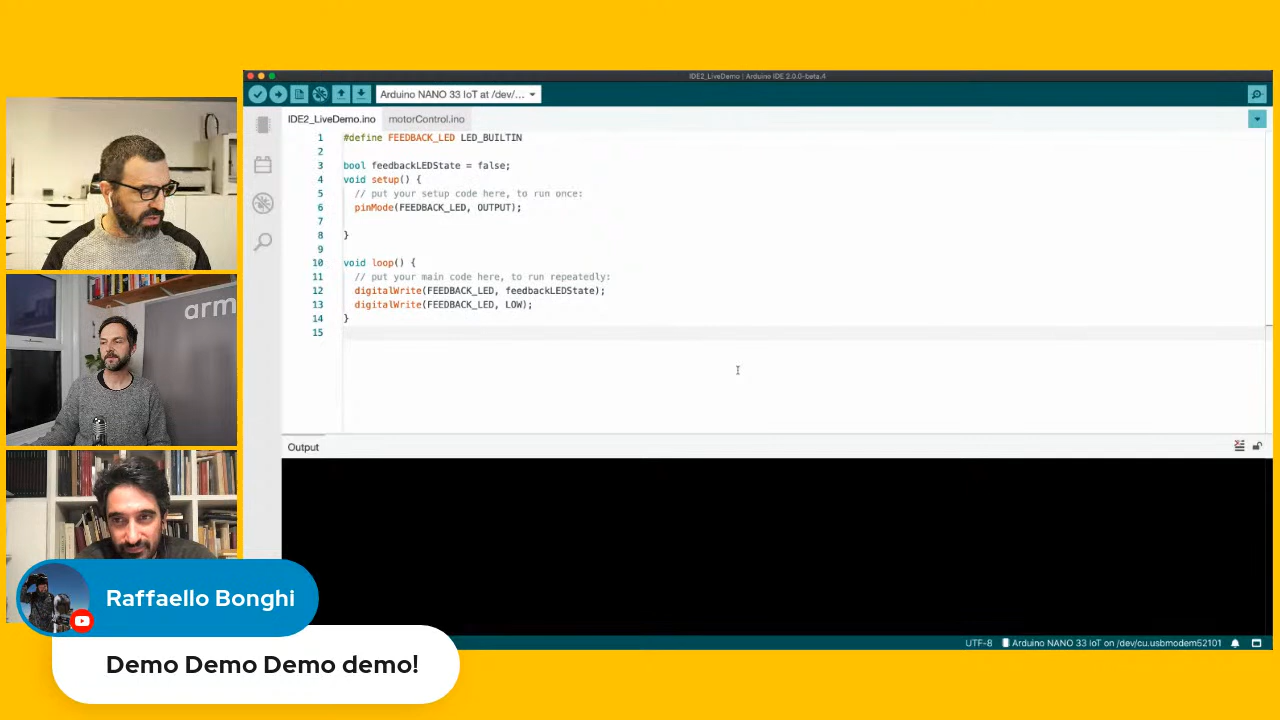 IDE2_LiveDemo | Arduino IDE 2.0.0-beta.4
Arduino NANO 33 IoT at /dev/...
IDE2_LiveDemo.ino motorControl.ino
1 #define FEEDBACK_LED LED_BUILTIN
2
3 bool feedbackLEDState = false;
4 void setup() {
5 // put your setup code here, to run once:
6 pinMode(FEEDBACK_LED, OUTPUT);
7
8 }
9
10 void loop() {
11 // put your main code here, to run repeatedly:
12 digitalWrite(FEEDBACK_LED, feedbackLEDState);
13 digitalWrite(FEEDBACK_LED, LOW);
14 }
15
Output
arm
Raffaello Bonghi
Demo Demo Demo demo!
UTF-8 Arduino NANO 33 IoT on /dev/cu.usbmodem52101